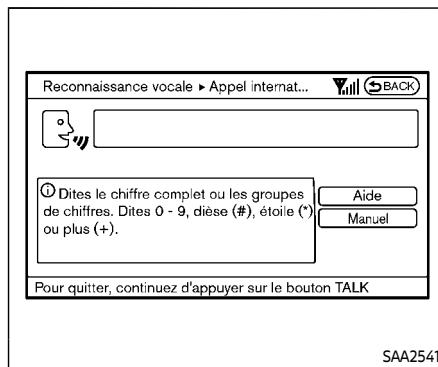 Reconnaissance vocale ▸ Appel internat... BACK
Dites le chiffre complet ou les groupes
de chiffres. Dites 0 - 9, dièse (#), étoile (*)
ou plus (+).
Aide
Manuel
Pour quitter, continuez d'appuyer sur le bouton TALK
SAA2541